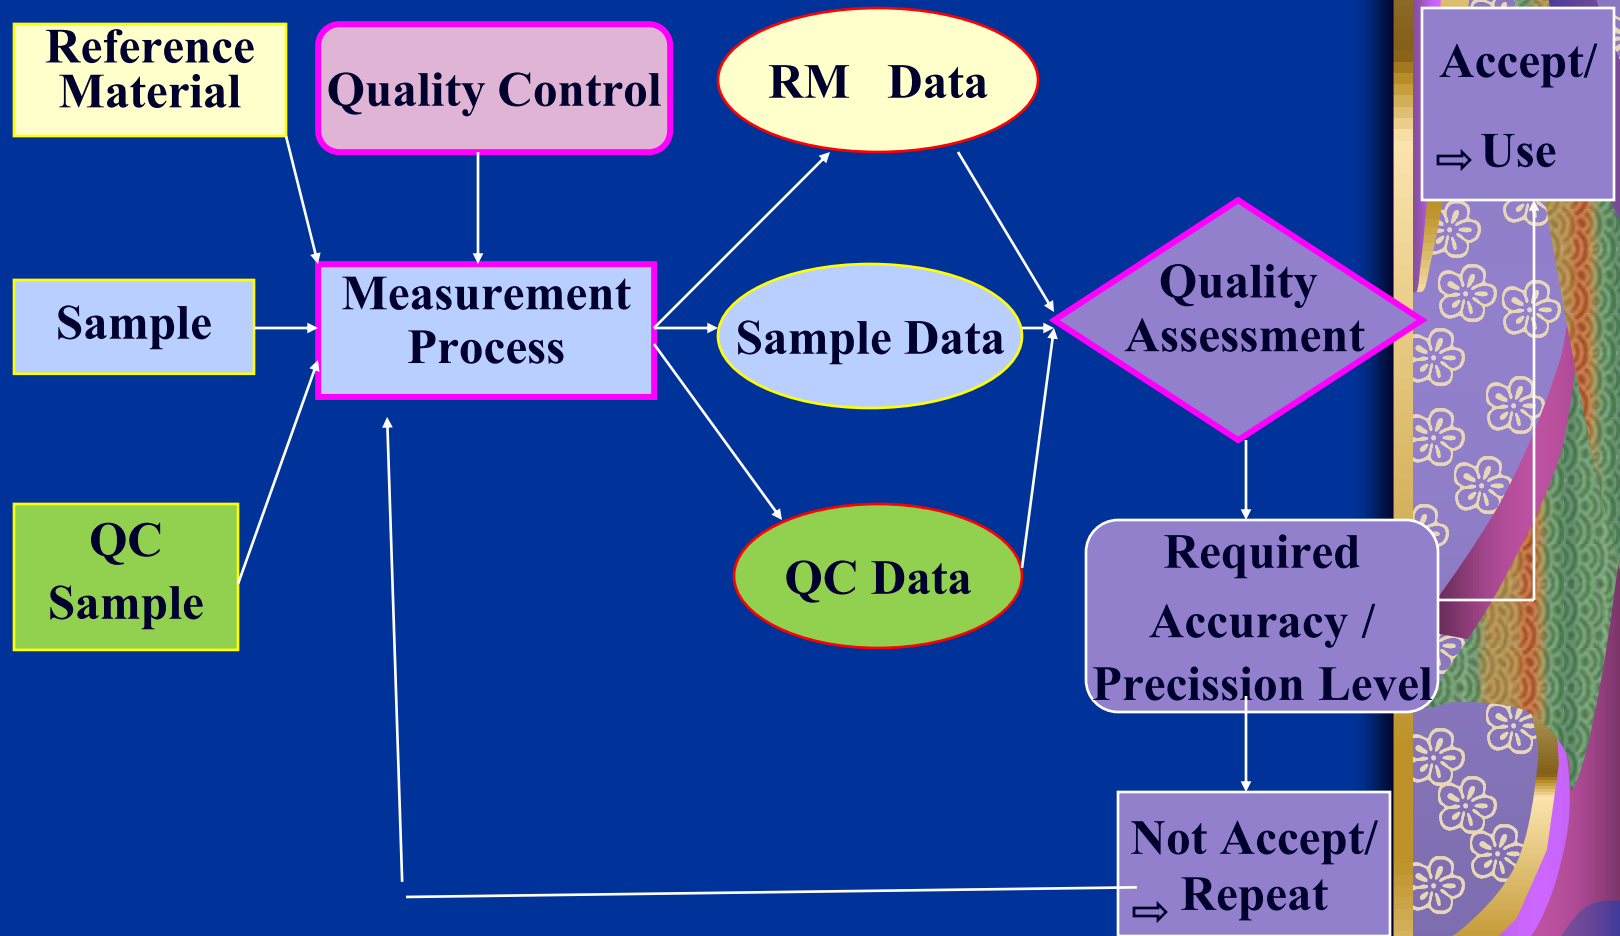 Reference
Material
Quality Control
RM   Data
Accept/
⇨ Use
Sample
Measurement
Process
Sample Data
Quality
Assessment
QC
Sample
QC Data
Required
Accuracy /
Precission Level
Not Accept/
⇨ Repeat